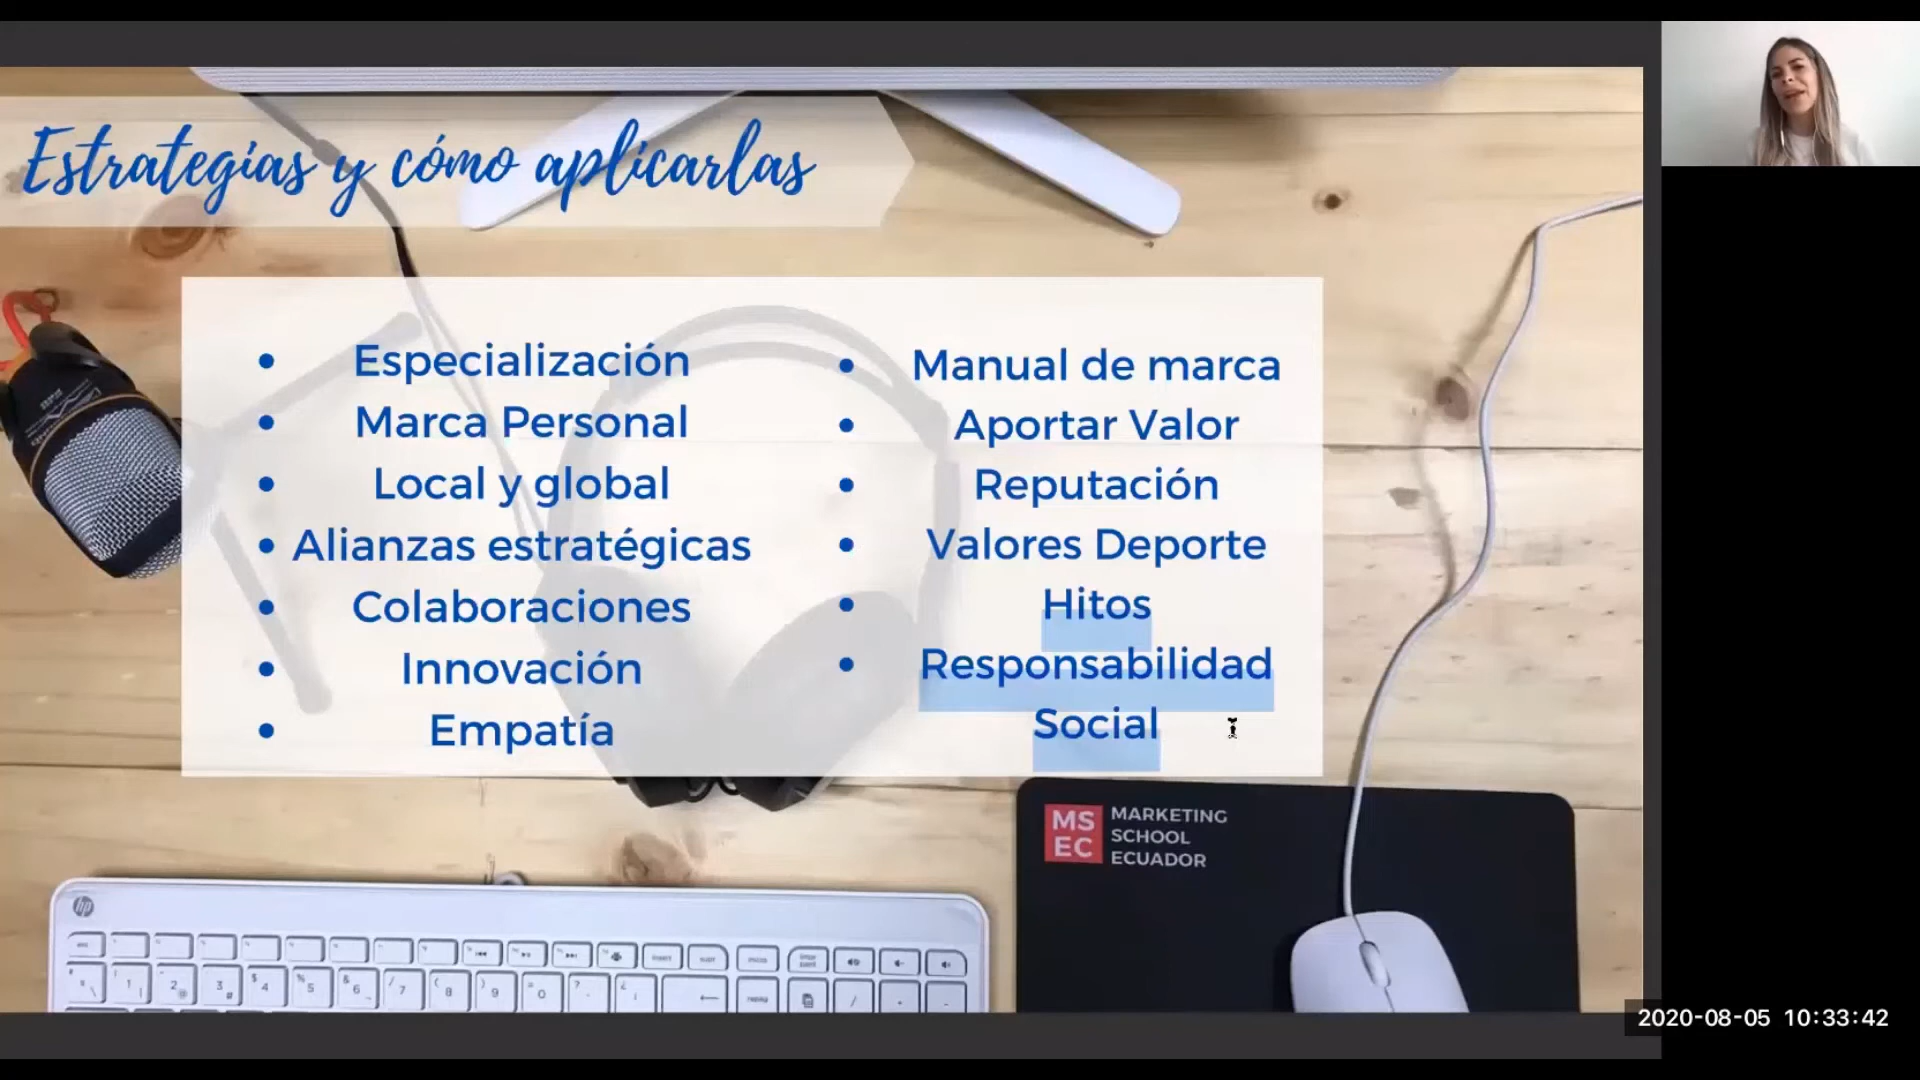 Estrategias y cómo aplicarlas
• Especialización
• Marca Personal
• Local y global
• Alianzas estratégicas
• Colaboraciones
• Innovación
• Empatía
• Manual de marca
• Aportar Valor
• Reputación
• Valores Deporte
• Hitos
• Responsabilidad
Social
MS
EC
MARKETING
SCHOOL
ECUADOR
hp
2020-08-05 10:33:42